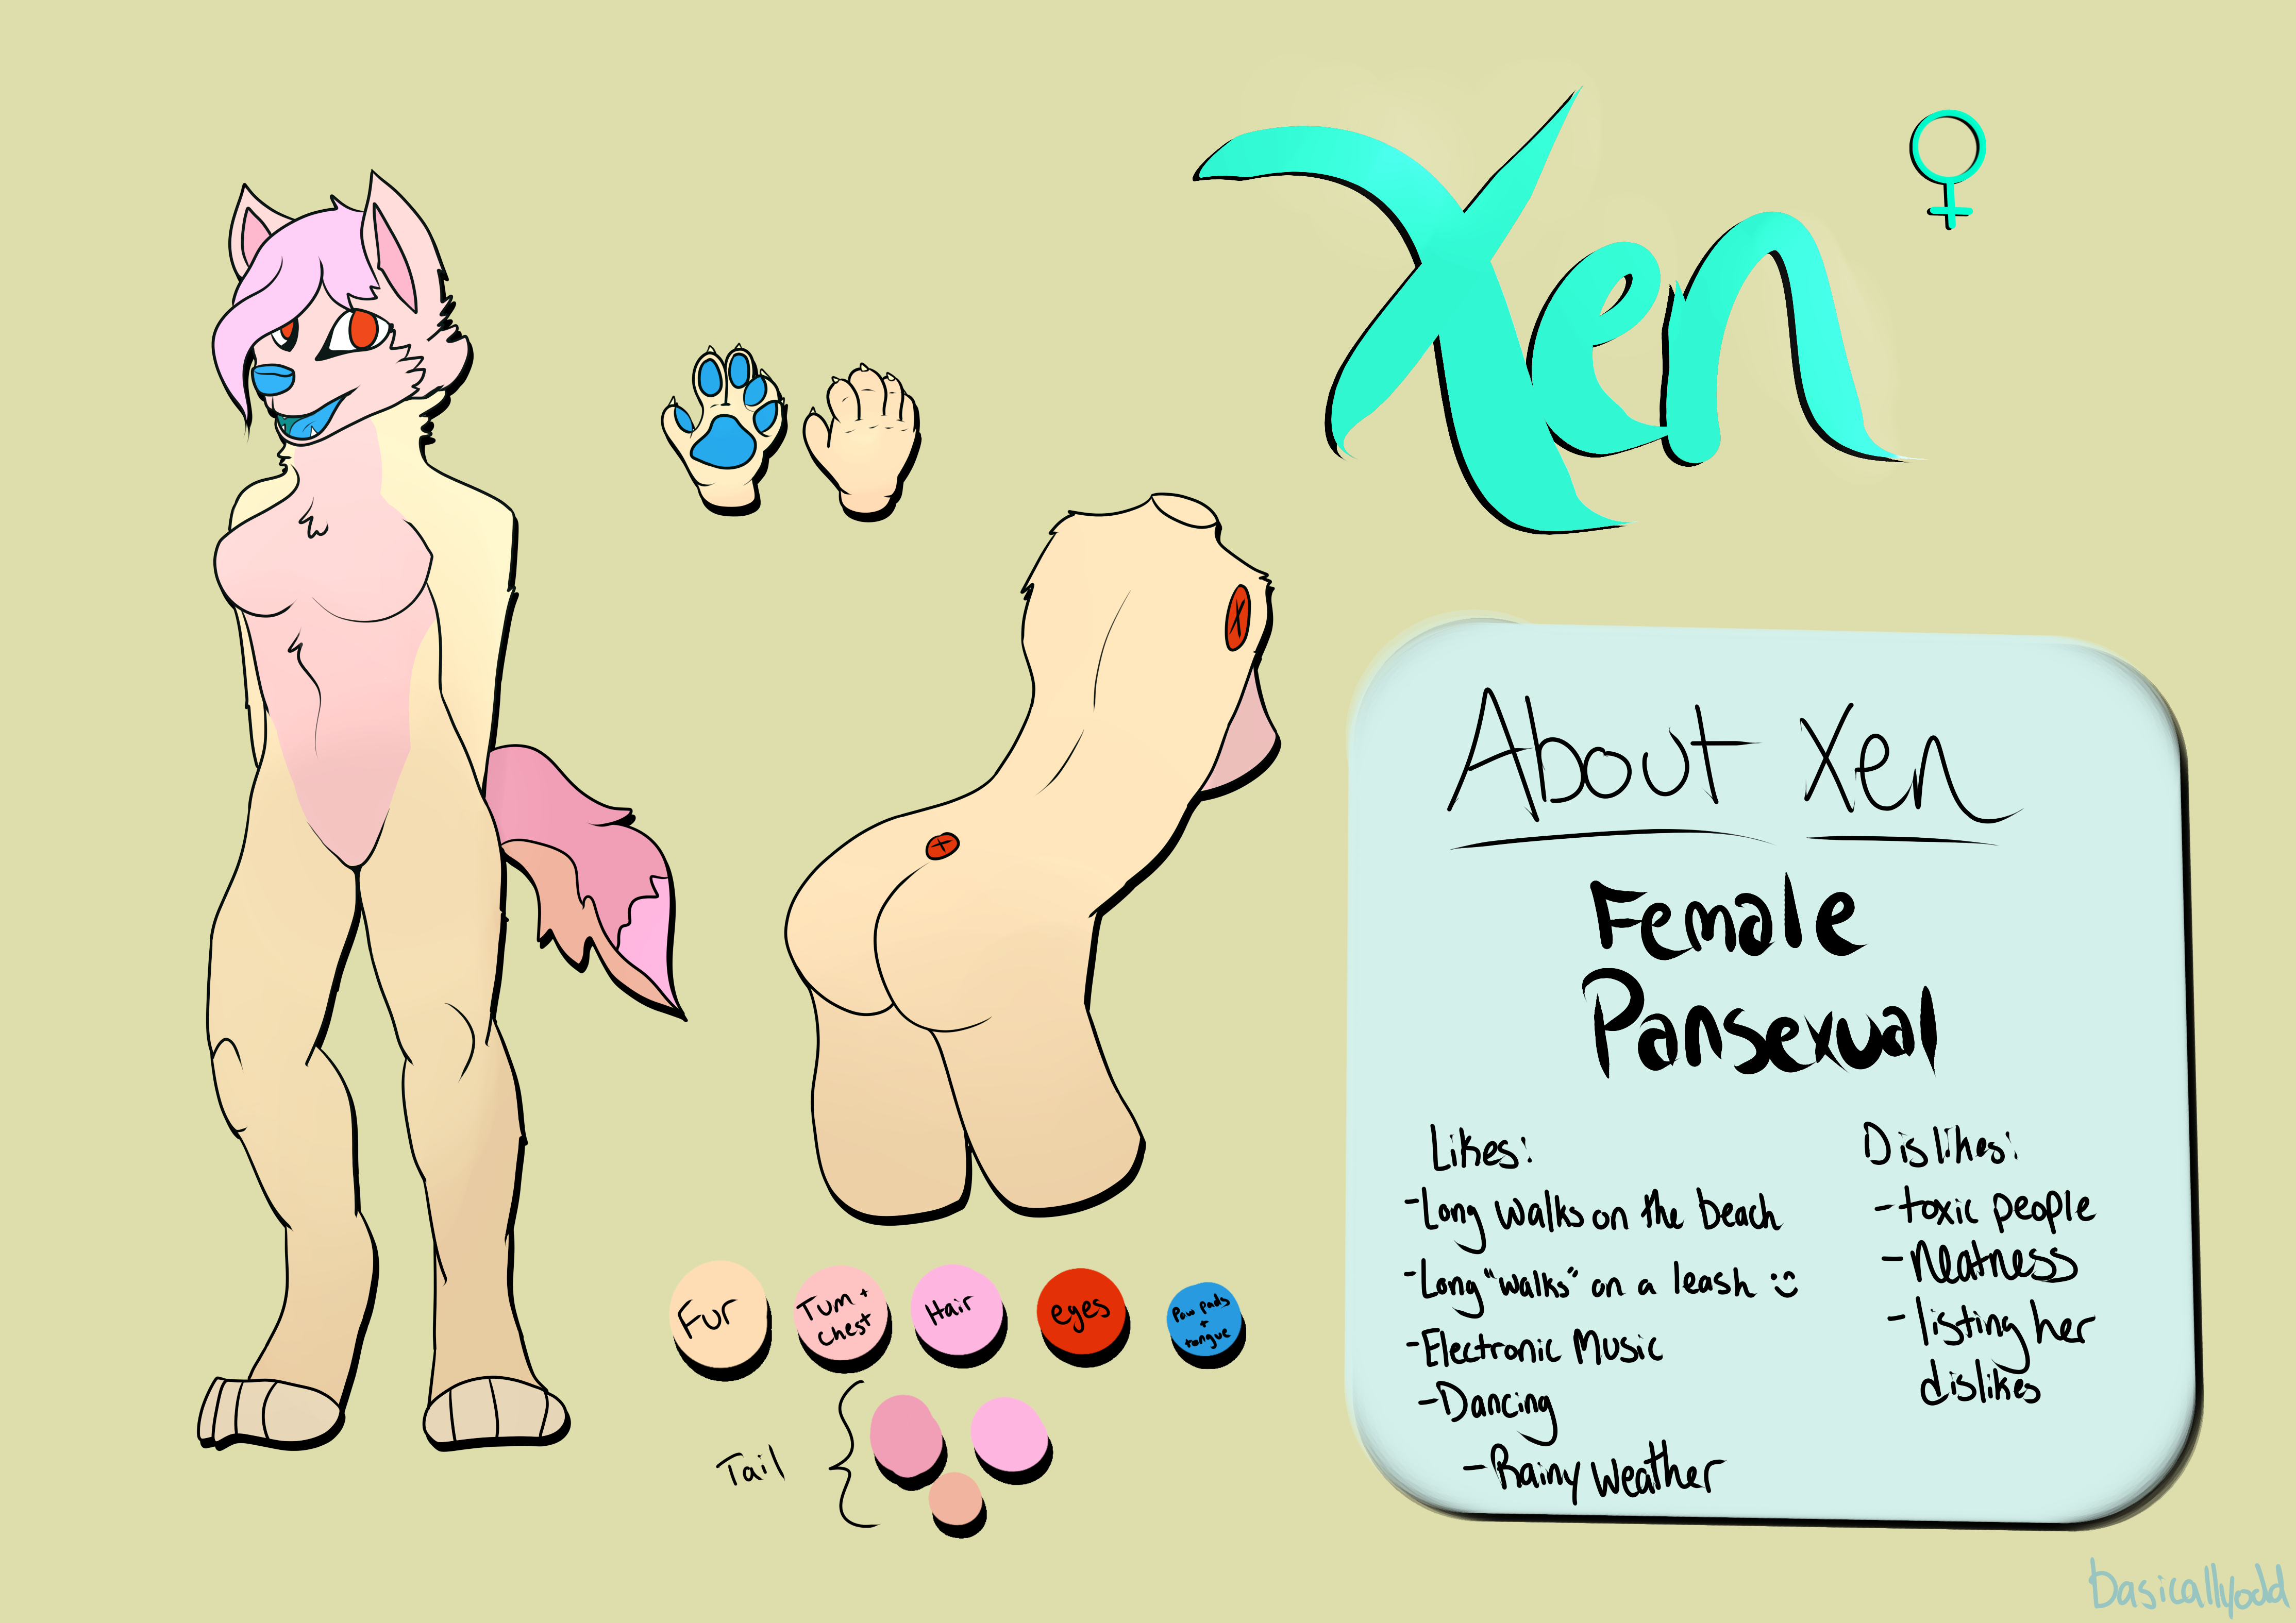 Xen
About Xen
Female
Pansexual
Likes:
-Long walks on the beach
-Long "walks" on a leash :)
-Electronic Music
-Dancing
-Rainy Weather
Dislikes:
-toxic people
-Neatness
-listing her
dislikes
Fur
Tum +
chest
Hair
eyes
Paw pads
+
tongue
Tail
basicallyodd